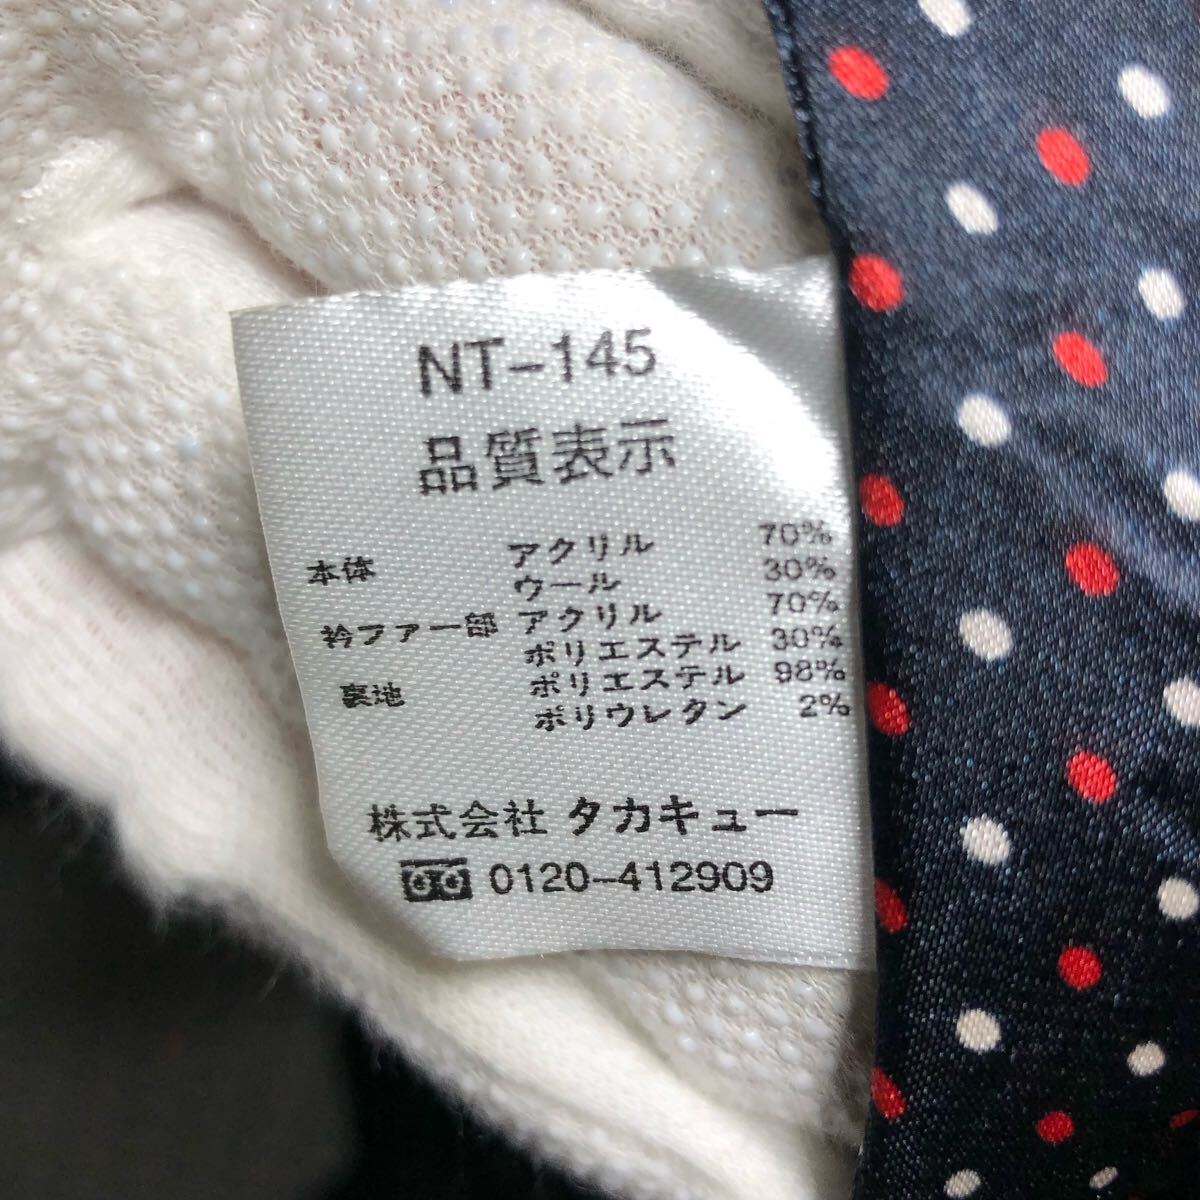 NT-145
品質表示
本体 アクリル 70%
ウール 30%
衿ファー部 アクリル 70%
ポリエステル 30%
裏地 ポリエステル 98%
ポリウレタン 2%
株式会社 タカキュー
0120-412909